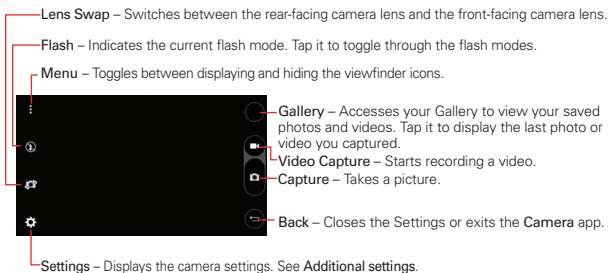 Lens Swap – Switches between the rear-facing camera lens and the front-facing camera lens.
Flash – Indicates the current flash mode. Tap it to toggle through the flash modes.
Menu – Toggles between displaying and hiding the viewfinder icons.
Gallery – Accesses your Gallery to view your saved
photos and videos. Tap it to display the last photo or
video you captured.
Video Capture – Starts recording a video.
Capture – Takes a picture.
Back – Closes the Settings or exits the Camera app.
Settings – Displays the camera settings. See Additional settings.